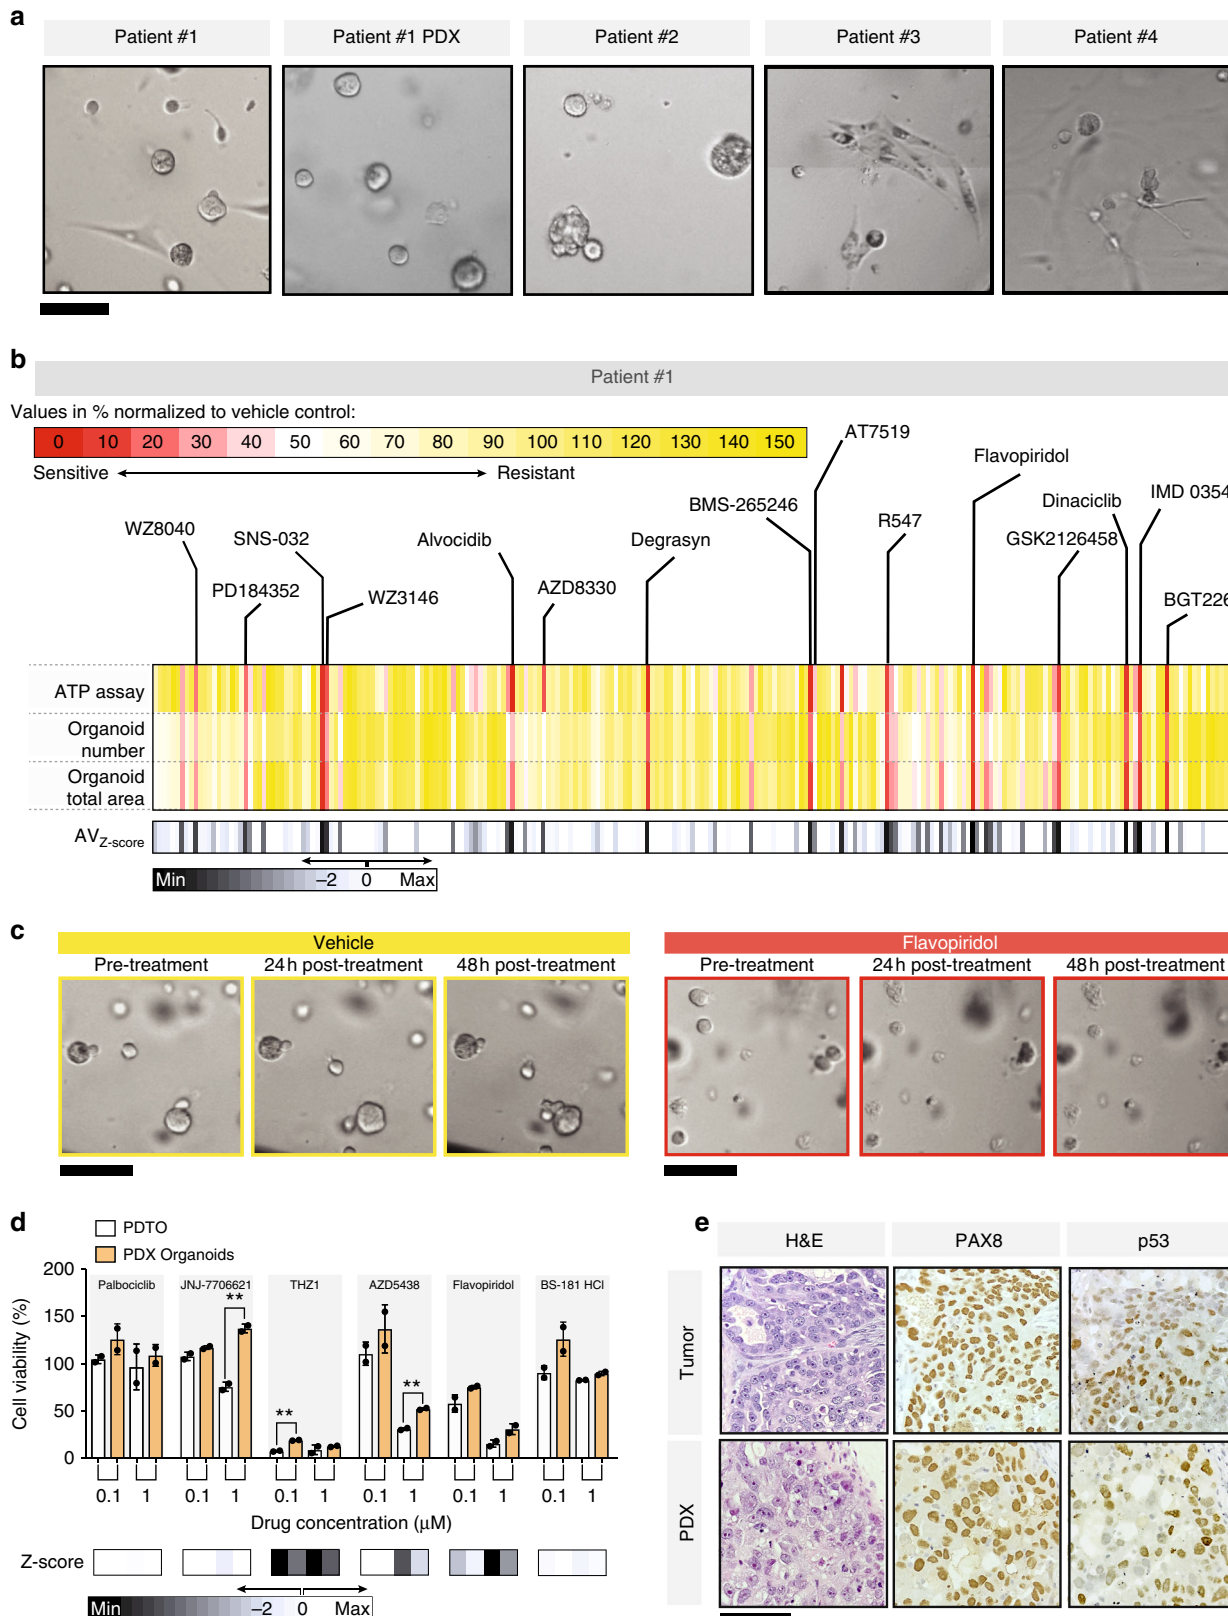 a
Patient #1
Patient #1 PDX
Patient #2
Patient #3
Patient #4
b
Patient #1
Values in % normalized to vehicle control:
0 10 20 30 40 50 60 70 80 90 100 110 120 130 140 150
Sensitive
Resistant
AT7519
Flavopiridol
BMS-265246
Dinaciclib
IMD 0354
WZ8040
SNS-032
Alvocidib
Degrasyn
R547
GSK2126458
PD184352
WZ3146
AZD8330
BGT226
ATP assay
Organoid
number
Organoid
total area
AVZ-score
Min −2 0 Max
c
Vehicle
Pre-treatment
24 h post-treatment
48 h post-treatment
Flavopiridol
Pre-treatment
24 h post-treatment
48 h post-treatment
d
PDTO
PDX Organoids
Cell viability (%)
200
150
100
50
0
Palbociclib
JNJ-7706621
THZ1
AZD5438
Flavopiridol
BS-181 HCl
**
**
**
0.1 1 0.1 1 0.1 1 0.1 1 0.1 1 0.1 1
Drug concentration (μM)
Z-score
Min −2 0 Max
e
H&E
PAX8
p53
Tumor
PDX